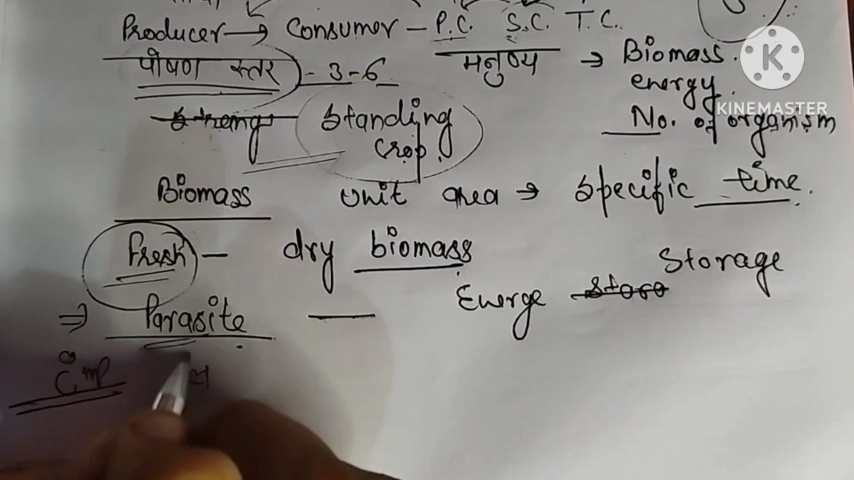 Producer → Consumer – P.C. S.C. T.C.
पोषण स्तर – 3 – 6 मनुष्य → Biomass.
energy.
KINEMASTER
Standing No. of organism
crop.
Biomass unit area → Specific time.
Fresh – dry biomass
Storage
Energe
⇒ Parasite —
imp